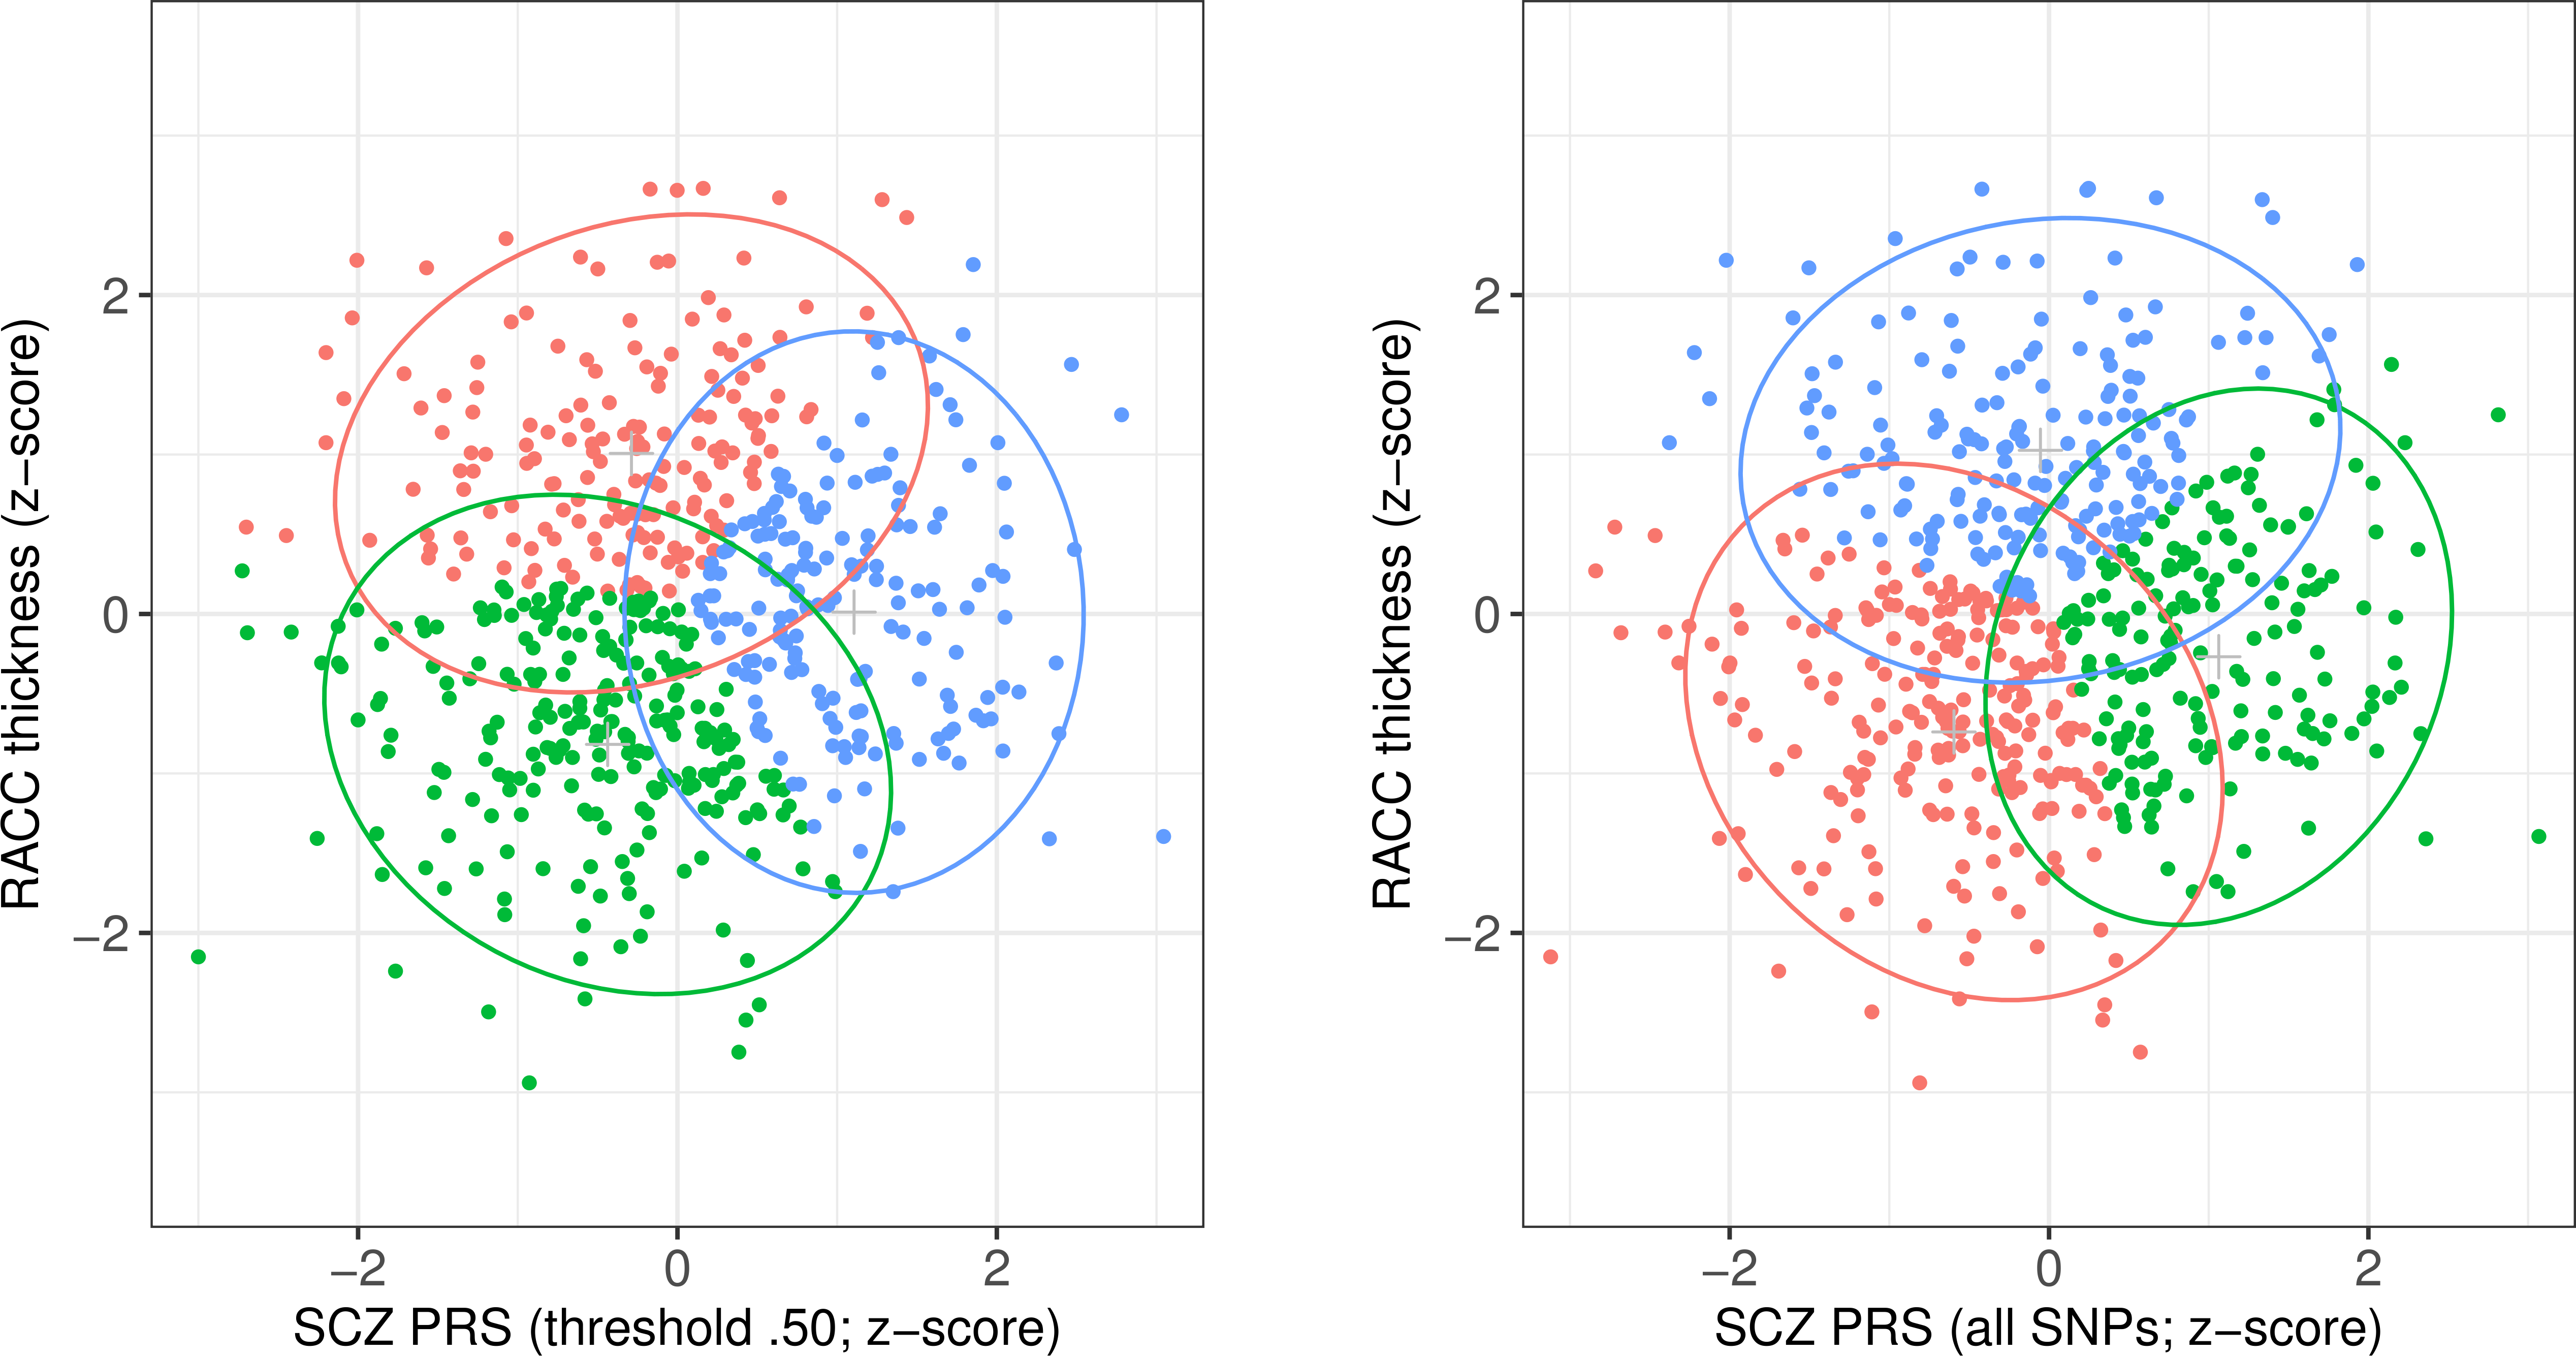 RACC thickness (z−score)
2
0
−2
−2 0 2
SCZ PRS (threshold .50; z−score)
RACC thickness (z−score)
2
0
−2
−2 0 2
SCZ PRS (all SNPs; z−score)